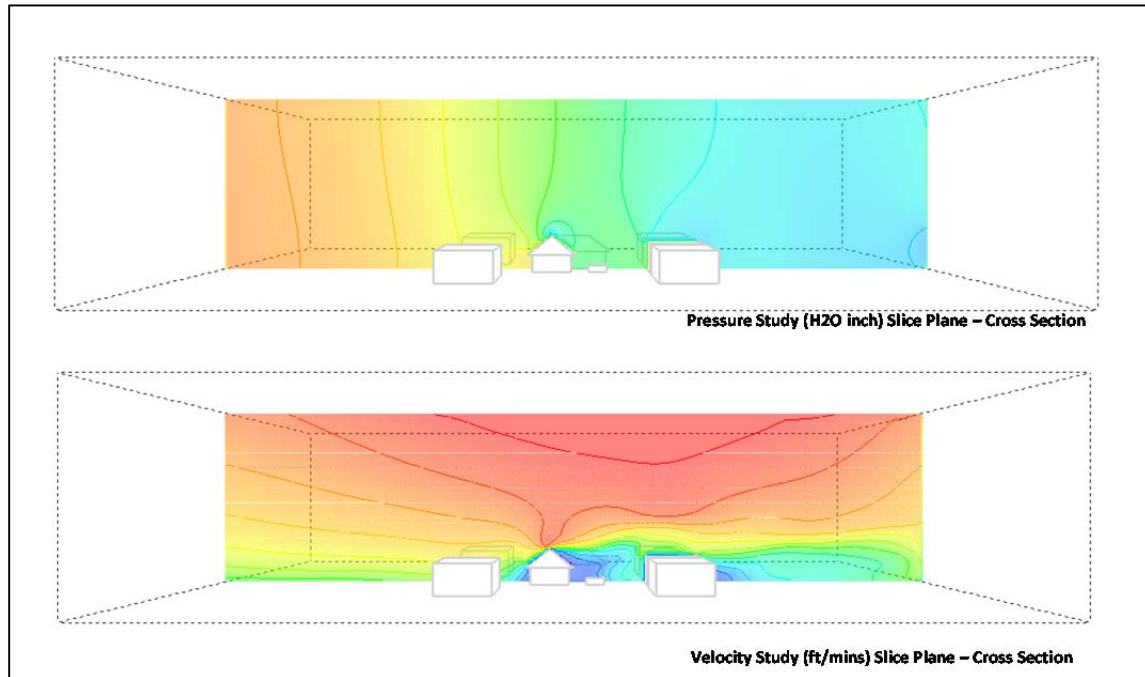 Pressure Study (H2O inch) Slice Plane – Cross Section
Velocity Study (ft/mins) Slice Plane – Cross Section